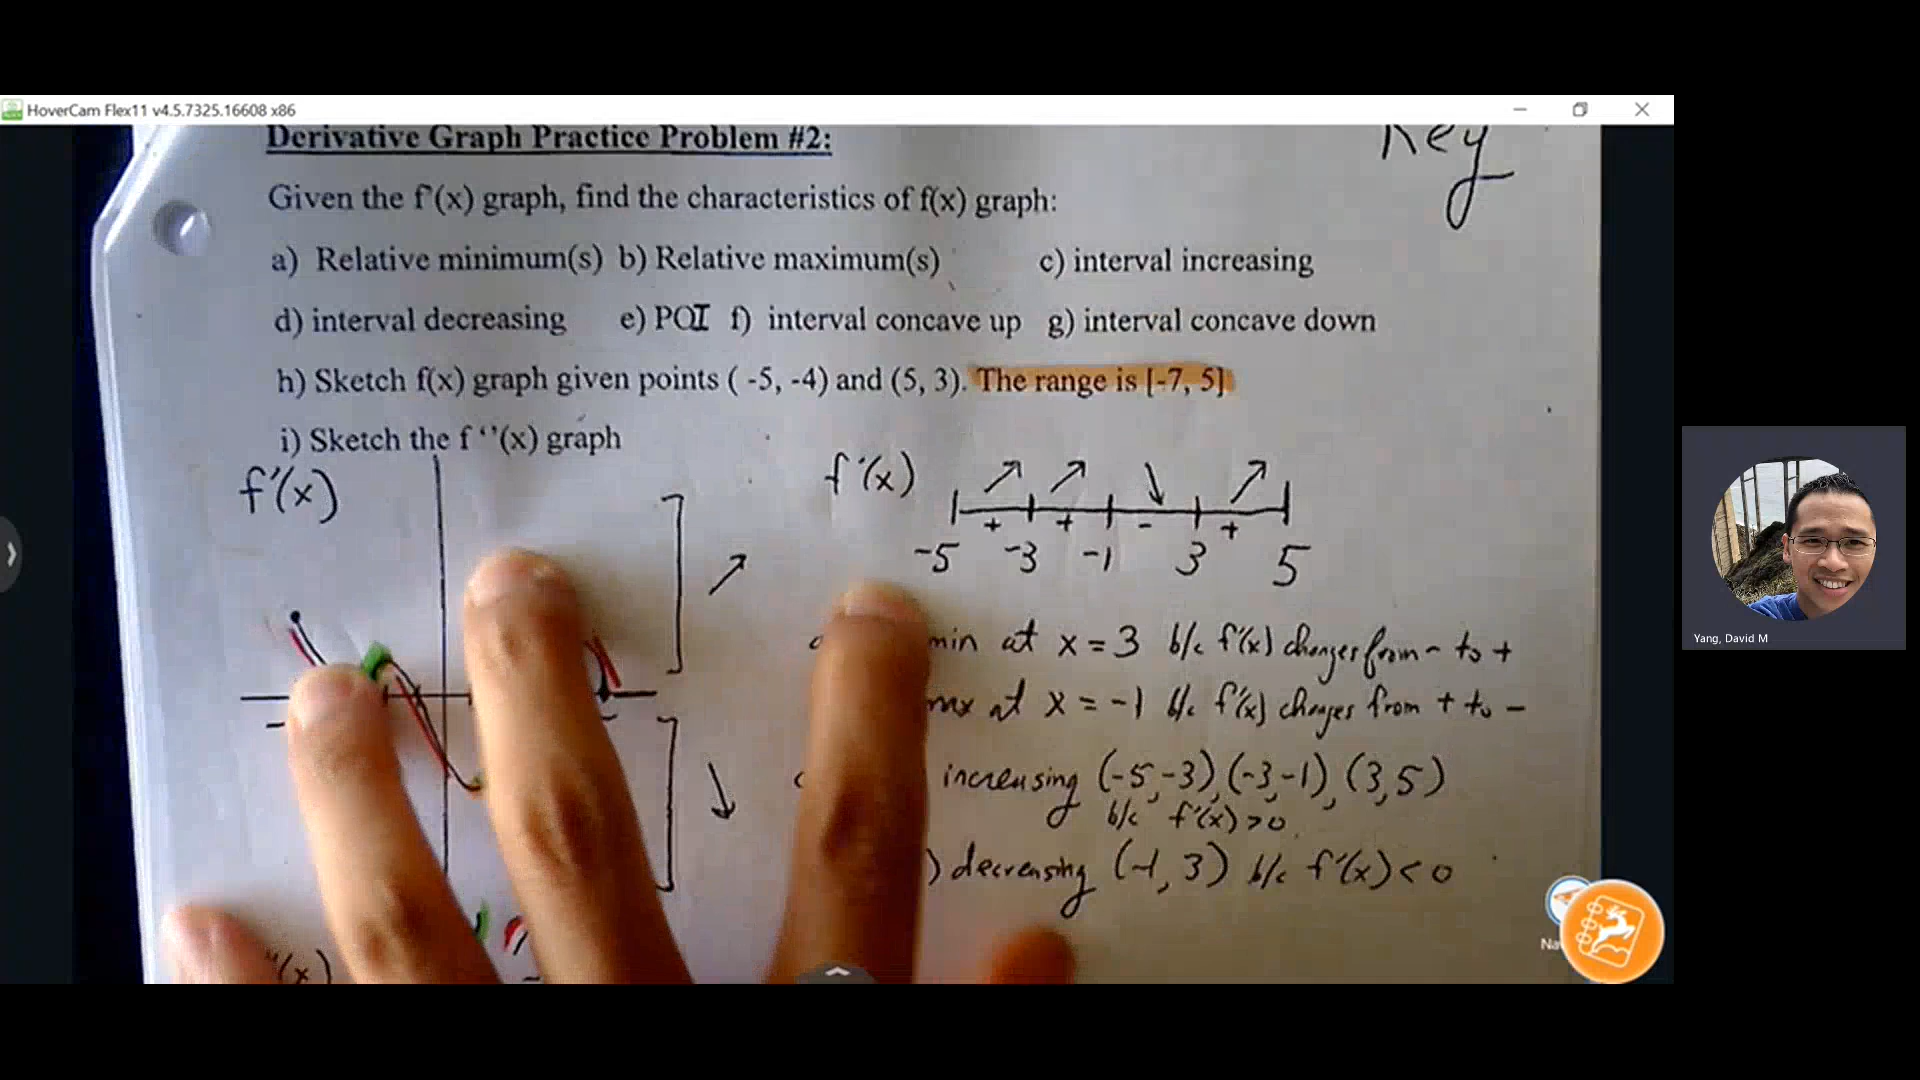 HoverCam Flex11 v4.5.7325.16608 x86
Derivative Graph Practice Problem #2:
Key
Given the f'(x) graph, find the characteristics of f(x) graph:
a) Relative minimum(s) b) Relative maximum(s) c) interval increasing
d) interval decreasing e) POI f) interval concave up g) interval concave down
h) Sketch f(x) graph given points ( -5, -4) and (5, 3). The range is [-7, 5]
i) Sketch the f ‘’(x) graph
f'(x)
f'(x)
+ + - +
-5 -3 -1 3 5
min at x = 3 b/c f'(x) changes from - to +
max at x = -1 b/c f'(x) changes from + to -
increasing (-5,-3), (-3,-1), (3,5)
b/c f'(x) > 0
) decreasing (-1, 3) b/c f'(x) < 0
(x)
Na
Yang, David M